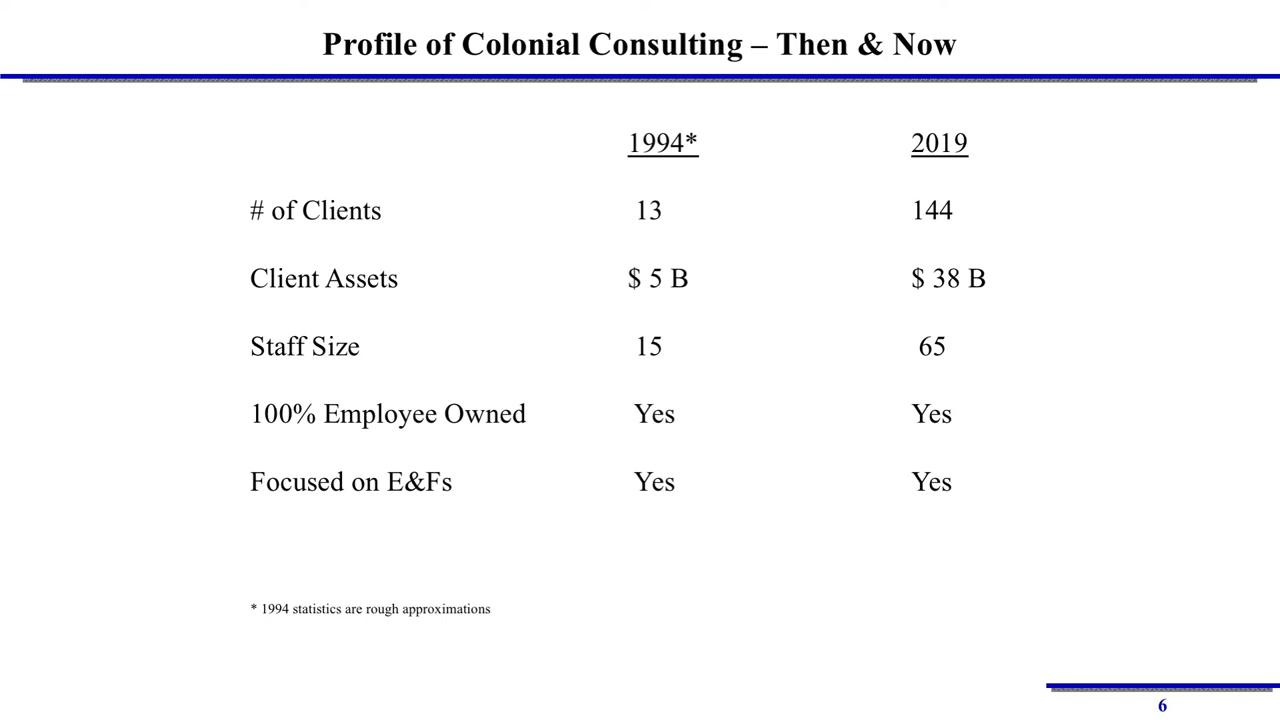 Profile of Colonial Consulting – Then & Now
1994* 2019
# of Clients 13 144
Client Assets $ 5 B $ 38 B
Staff Size 15 65
100% Employee Owned Yes Yes
Focused on E&Fs Yes Yes
* 1994 statistics are rough approximations
6